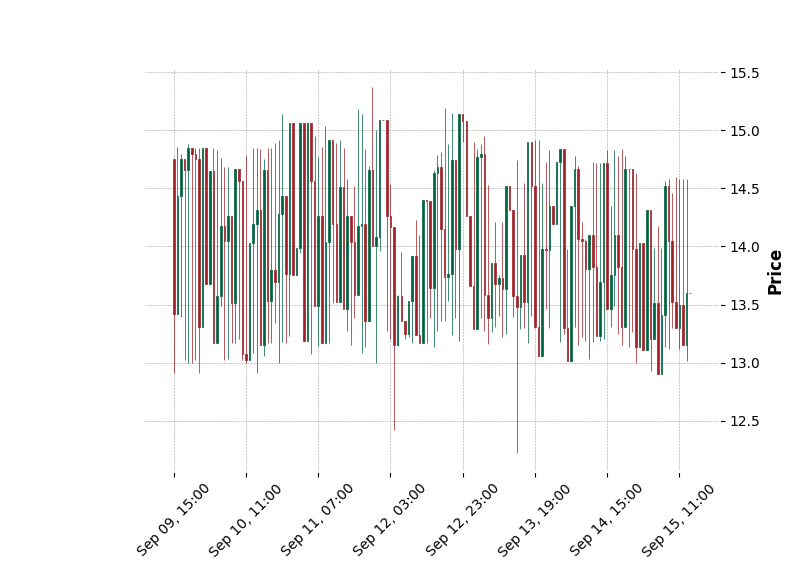 15.5
15.0
14.5
14.0
13.5
13.0
12.5
Price
Sep 09, 15:00
Sep 10, 11:00
Sep 11, 07:00
Sep 12, 03:00
Sep 12, 23:00
Sep 13, 19:00
Sep 14, 15:00
Sep 15, 11:00